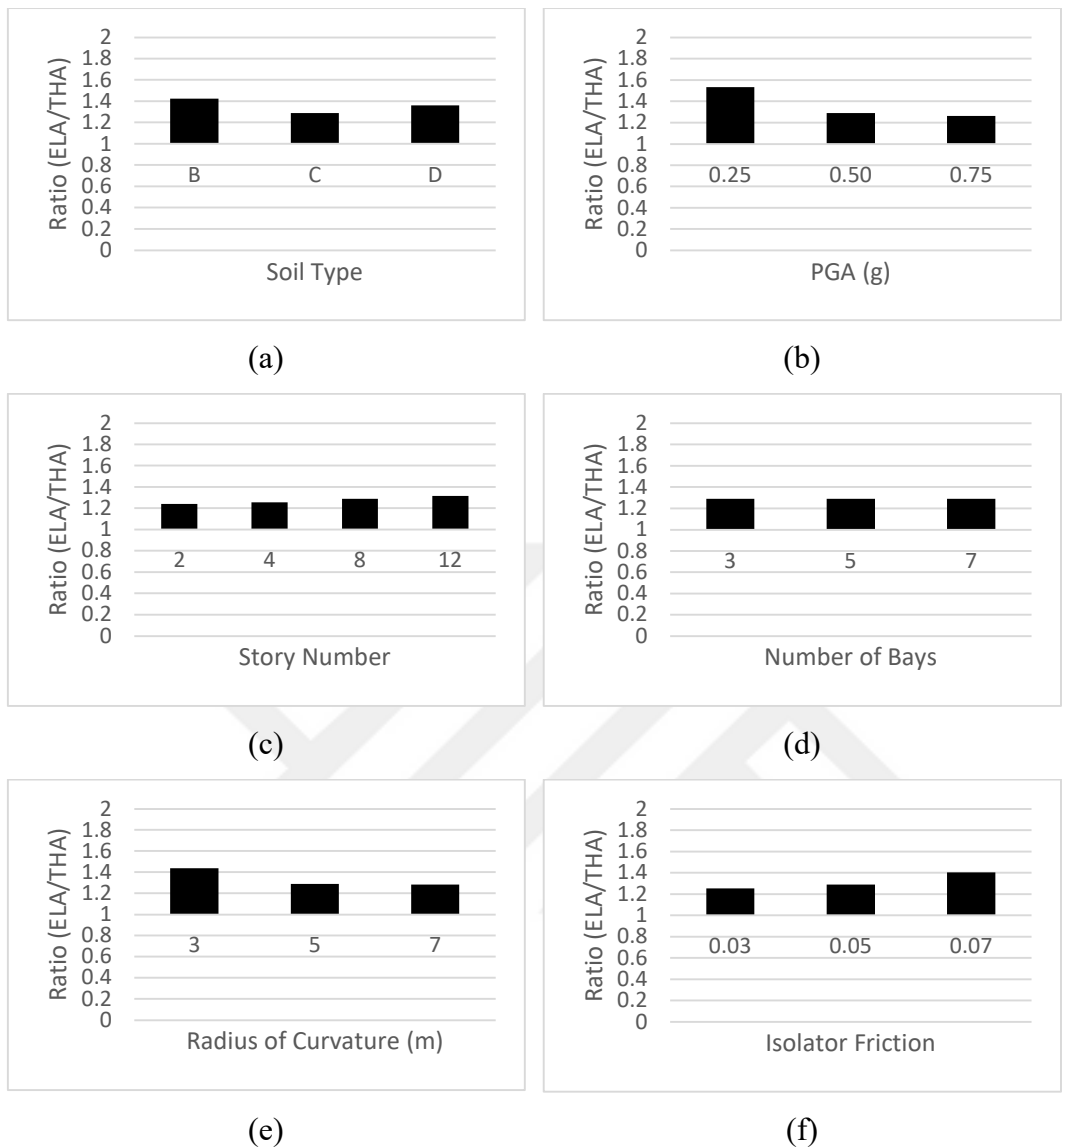 2
1.8
1.6
1.4
1.2
1
0.8
0.6
0.4
0.2
0
Ratio (ELA/THA)
B C D
Soil Type
(a)
2
1.8
1.6
1.4
1.2
1
0.8
0.6
0.4
0.2
0
Ratio (ELA/THA)
0.25 0.50 0.75
PGA (g)
(b)
2
1.8
1.6
1.4
1.2
1
0.8
0.6
0.4
0.2
0
Ratio (ELA/THA)
2 4 8 12
Story Number
(c)
2
1.8
1.6
1.4
1.2
1
0.8
0.6
0.4
0.2
0
Ratio (ELA/THA)
3 5 7
Number of Bays
(d)
2
1.8
1.6
1.4
1.2
1
0.8
0.6
0.4
0.2
0
Ratio (ELA/THA)
3 5 7
Radius of Curvature (m)
(e)
2
1.8
1.6
1.4
1.2
1
0.8
0.6
0.4
0.2
0
Ratio (ELA/THA)
0.03 0.05 0.07
Isolator Friction
(f)